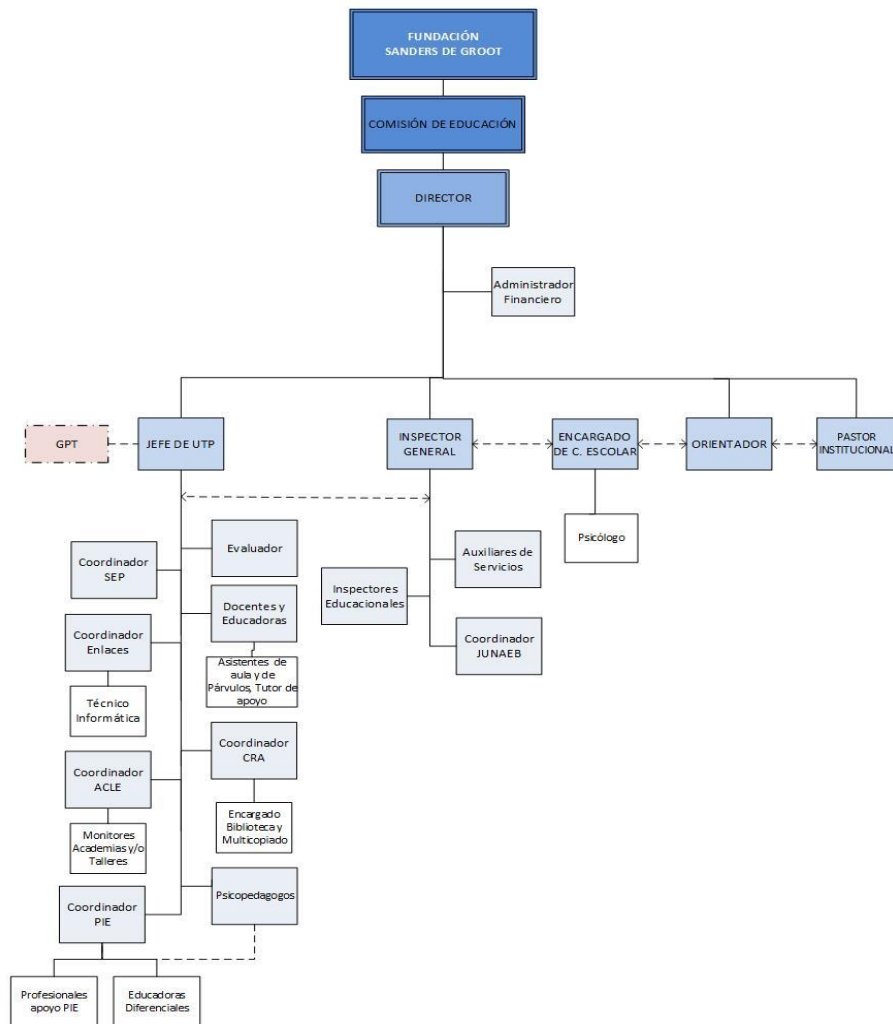 FUNDACIÓN
SANDERS DE GROOT
COMISIÓN DE EDUCACIÓN
DIRECTOR
Administrador
Financiero
GPT
JEFE DE UTP
INSPECTOR
GENERAL
ENCARGADO
DE C. ESCOLAR
ORIENTADOR
PASTOR
INSTITUCIONAL
Psicólogo
Coordinador
SEP
Evaluador
Coordinador
Enlaces
Docentes y
Educadoras
Técnico
Informática
Asistentes de
aula y de
Párvulos, Tutor de
apoyo
Coordinador
ACLE
Coordinador
CRA
Monitores
Academias y/o
Talleres
Encargado
Biblioteca y
Multicopiado
Coordinador
PIE
Psicopedagogos
Profesionales
apoyo PIE
Educadoras
Diferenciales
Inspectores
Educacionales
Auxiliares de
Servicios
Coordinador
JUNAEB